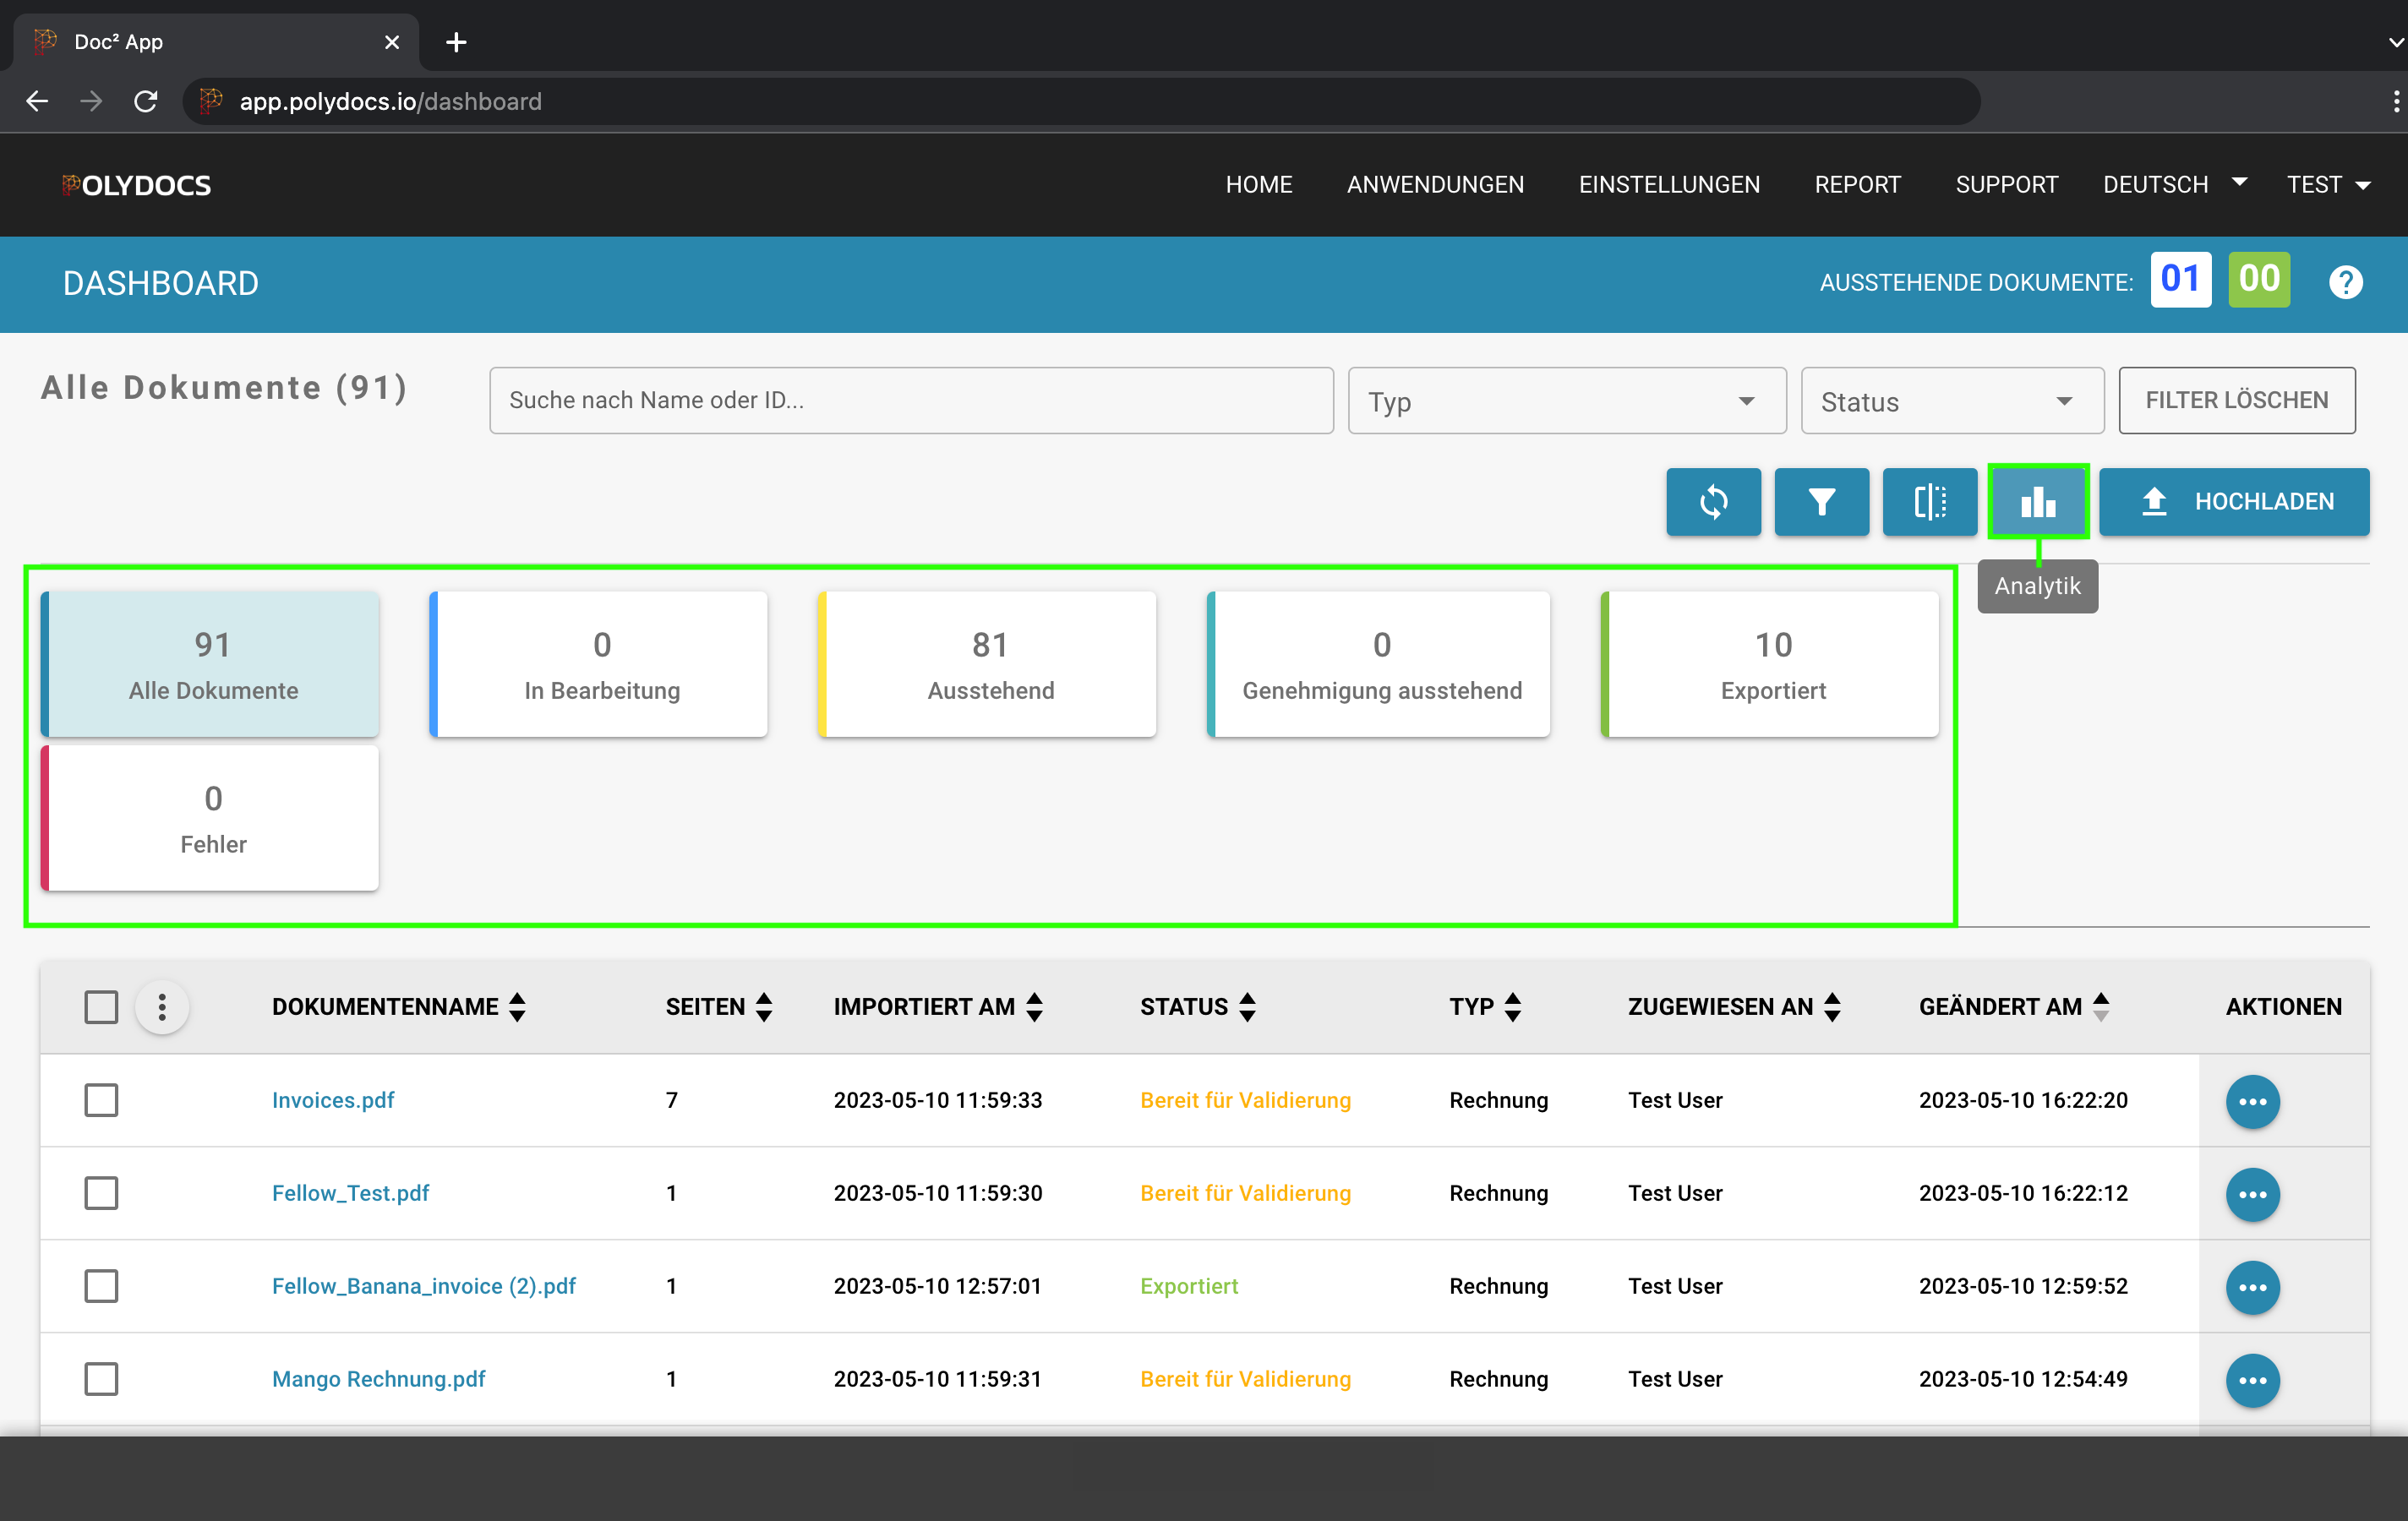 Doc² App
app.polydocs.io/dashboard
POLYDOCS
HOME ANWENDUNGEN EINSTELLUNGEN REPORT SUPPORT DEUTSCH TEST
DASHBOARD
AUSSTEHENDE DOKUMENTE: 01 00
Alle Dokumente (91)
Suche nach Name oder ID...
Typ
Status
FILTER LÖSCHEN
HOCHLADEN
Analytik
91
Alle Dokumente
0
In Bearbeitung
81
Ausstehend
0
Genehmigung ausstehend
10
Exportiert
0
Fehler
DOKUMENTENNAME SEITEN IMPORTIERT AM STATUS TYP ZUGEWIESEN AN GEÄNDERT AM AKTIONEN
Invoices.pdf 7 2023-05-10 11:59:33 Bereit für Validierung Rechnung Test User 2023-05-10 16:22:20
Fellow_Test.pdf 1 2023-05-10 11:59:30 Bereit für Validierung Rechnung Test User 2023-05-10 16:22:12
Fellow_Banana_invoice (2).pdf 1 2023-05-10 12:57:01 Exportiert Rechnung Test User 2023-05-10 12:59:52
Mango Rechnung.pdf 1 2023-05-10 11:59:31 Bereit für Validierung Rechnung Test User 2023-05-10 12:54:49